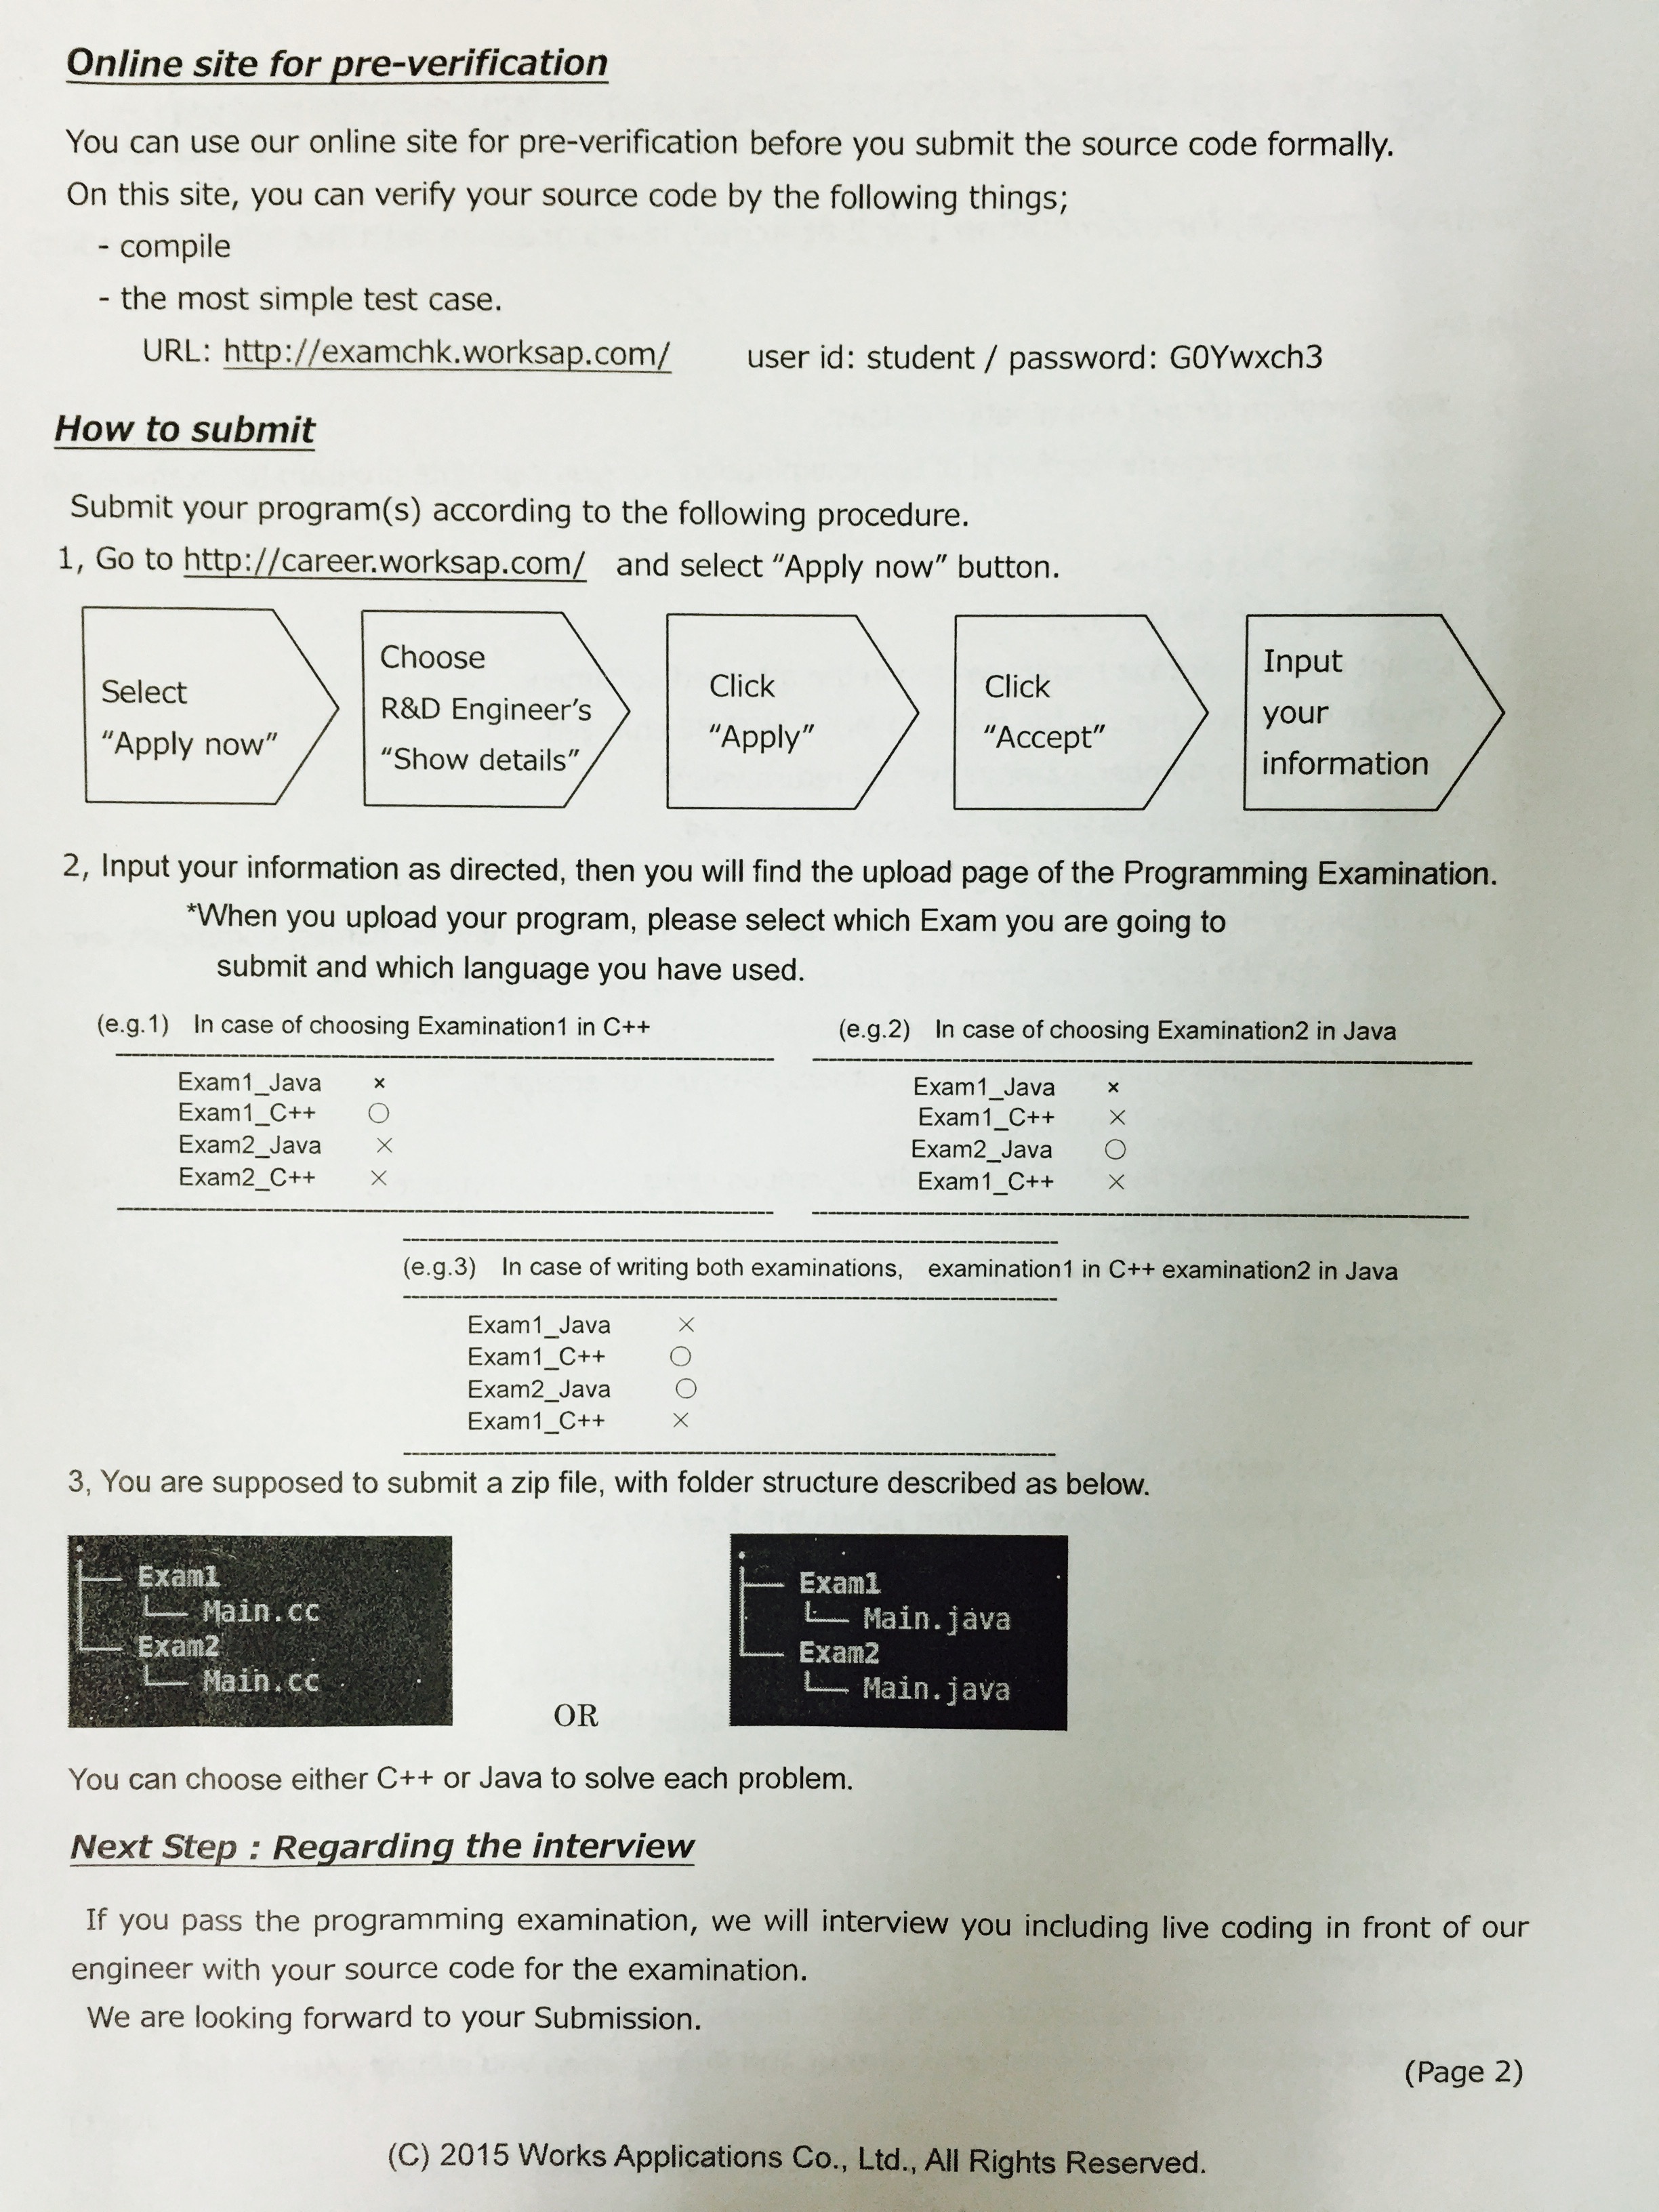 Online site for pre-verification
You can use our online site for pre-verification before you submit the source code formally.
On this site, you can verify your source code by the following things;
- compile
- the most simple test case.
URL: http://examchk.worksap.com/ user id: student / password: G0Ywxch3
How to submit
Submit your program(s) according to the following procedure.
1, Go to http://career.worksap.com/ and select “Apply now” button.
Select
“Apply now”
Choose
R&D Engineer’s
“Show details”
Click
“Apply”
Click
“Accept”
Input
your
information
2, Input your information as directed, then you will find the upload page of the Programming Examination.
*When you upload your program, please select which Exam you are going to
submit and which language you have used.
(e.g.1) In case of choosing Examination1 in C++
Exam1_Java ×
Exam1_C++ ○
Exam2_Java ×
Exam2_C++ ×
(e.g.2) In case of choosing Examination2 in Java
Exam1_Java ×
Exam1_C++ ×
Exam2_Java ○
Exam1_C++ ×
(e.g.3) In case of writing both examinations, examination1 in C++ examination2 in Java
Exam1_Java ×
Exam1_C++ ○
Exam2_Java ○
Exam1_C++ ×
3, You are supposed to submit a zip file, with folder structure described as below.
.
Exam1
Main.cc
Exam2
Main.cc
OR
.
Exam1
Main.java
Exam2
Main.java
You can choose either C++ or Java to solve each problem.
Next Step : Regarding the interview
If you pass the programming examination, we will interview you including live coding in front of our
engineer with your source code for the examination.
We are looking forward to your Submission.
(Page 2)
(C) 2015 Works Applications Co., Ltd., All Rights Reserved.